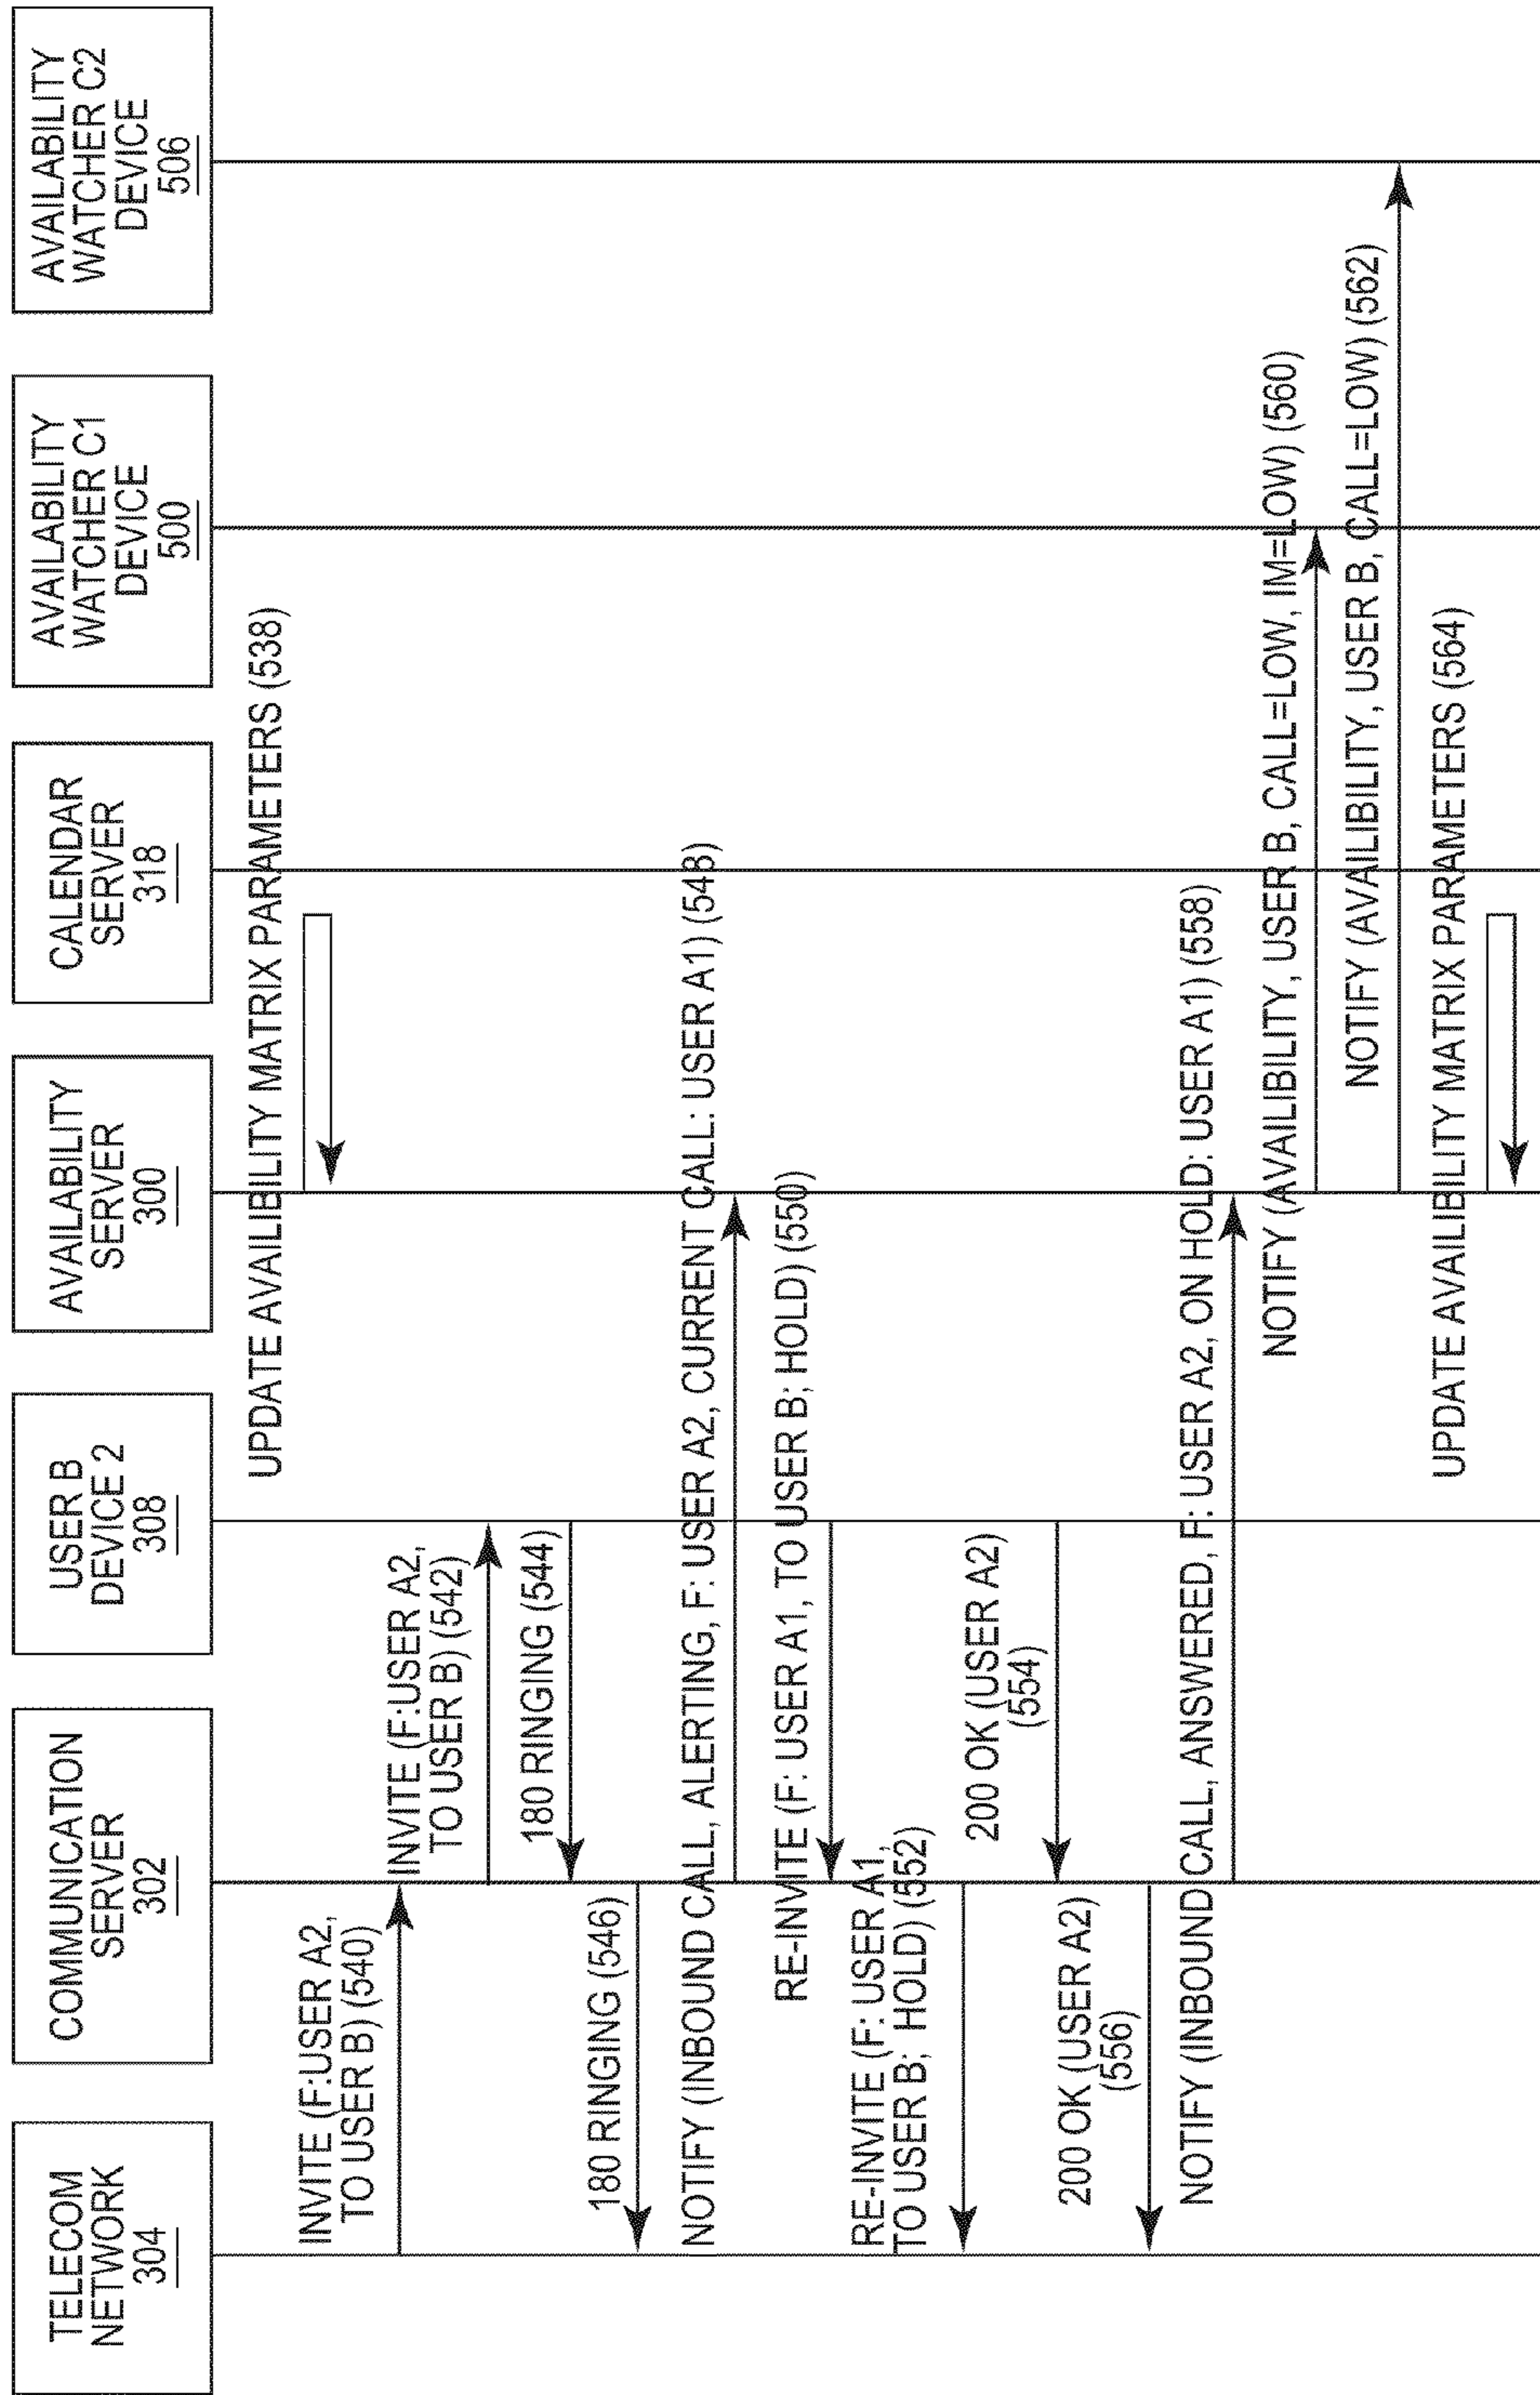 TELECOM
NETWORK
304
COMMUNICATION
SERVER
302
USER B
DEVICE 2
308
AVAILABILITY
SERVER
300
CALENDAR
SERVER
318
AVAILABILITY
WATCHER C1
DEVICE
500
AVAILABILITY
WATCHER C2
DEVICE
506
UPDATE AVAILIBILITY MATRIX PARAMETERS (538)
INVITE (F:USER A2,
TO USER B) (540)
INVITE (F:USER A2,
TO USER B) (542)
180 RINGING (544)
180 RINGING (546)
NOTIFY (INBOUND CALL, ALERTING, F: USER A2, CURRENT CALL: USER A1)) (548)
RE-INVITE (F: USER A1, TO USER B; HOLD) (550)
RE-INVITE (F: USER A1,
TO USER B; HOLD) (552)
200 OK (USER A2)
(554)
200 OK (USER A2)
(556)
NOTIFY (INBOUND CALL, ANSWERED, F: USER A2, ON HOLD: USER A1) (558)
NOTIFY (AVAILIBILITY, USER B, CALL=LOW, IM=LOW) (560)
NOTIFY (AVAILIBILITY, USER B, CALL=LOW) (562)
UPDATE AVAILIBILITY MATRIX PARAMETERS (564)